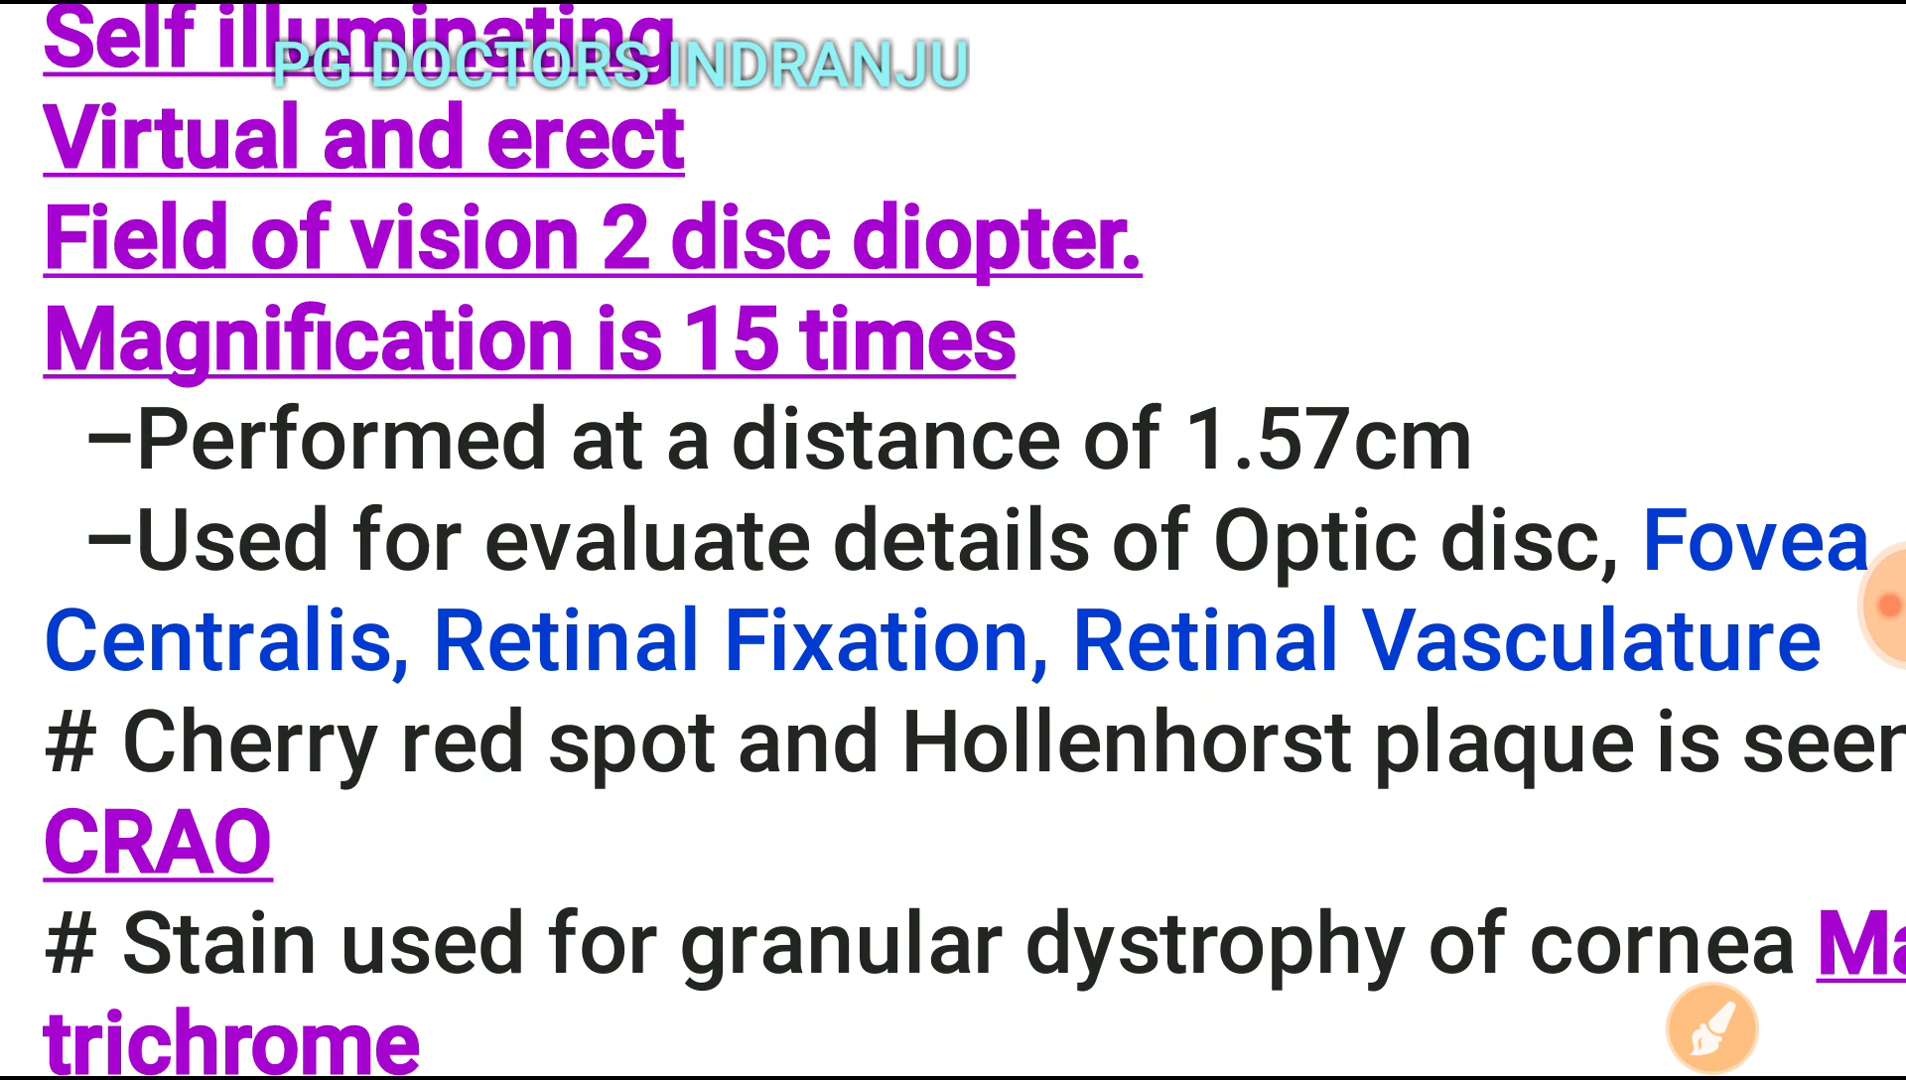 Self illuminating
PG DOCTORS INDRANJU
Virtual and erect
Field of vision 2 disc diopter.
Magnification is 15 times
–Performed at a distance of 1.57cm
–Used for evaluate details of Optic disc, Fovea
Centralis, Retinal Fixation, Retinal Vasculature
# Cherry red spot and Hollenhorst plaque is seen
CRAO
# Stain used for granular dystrophy of cornea Ma
trichrome